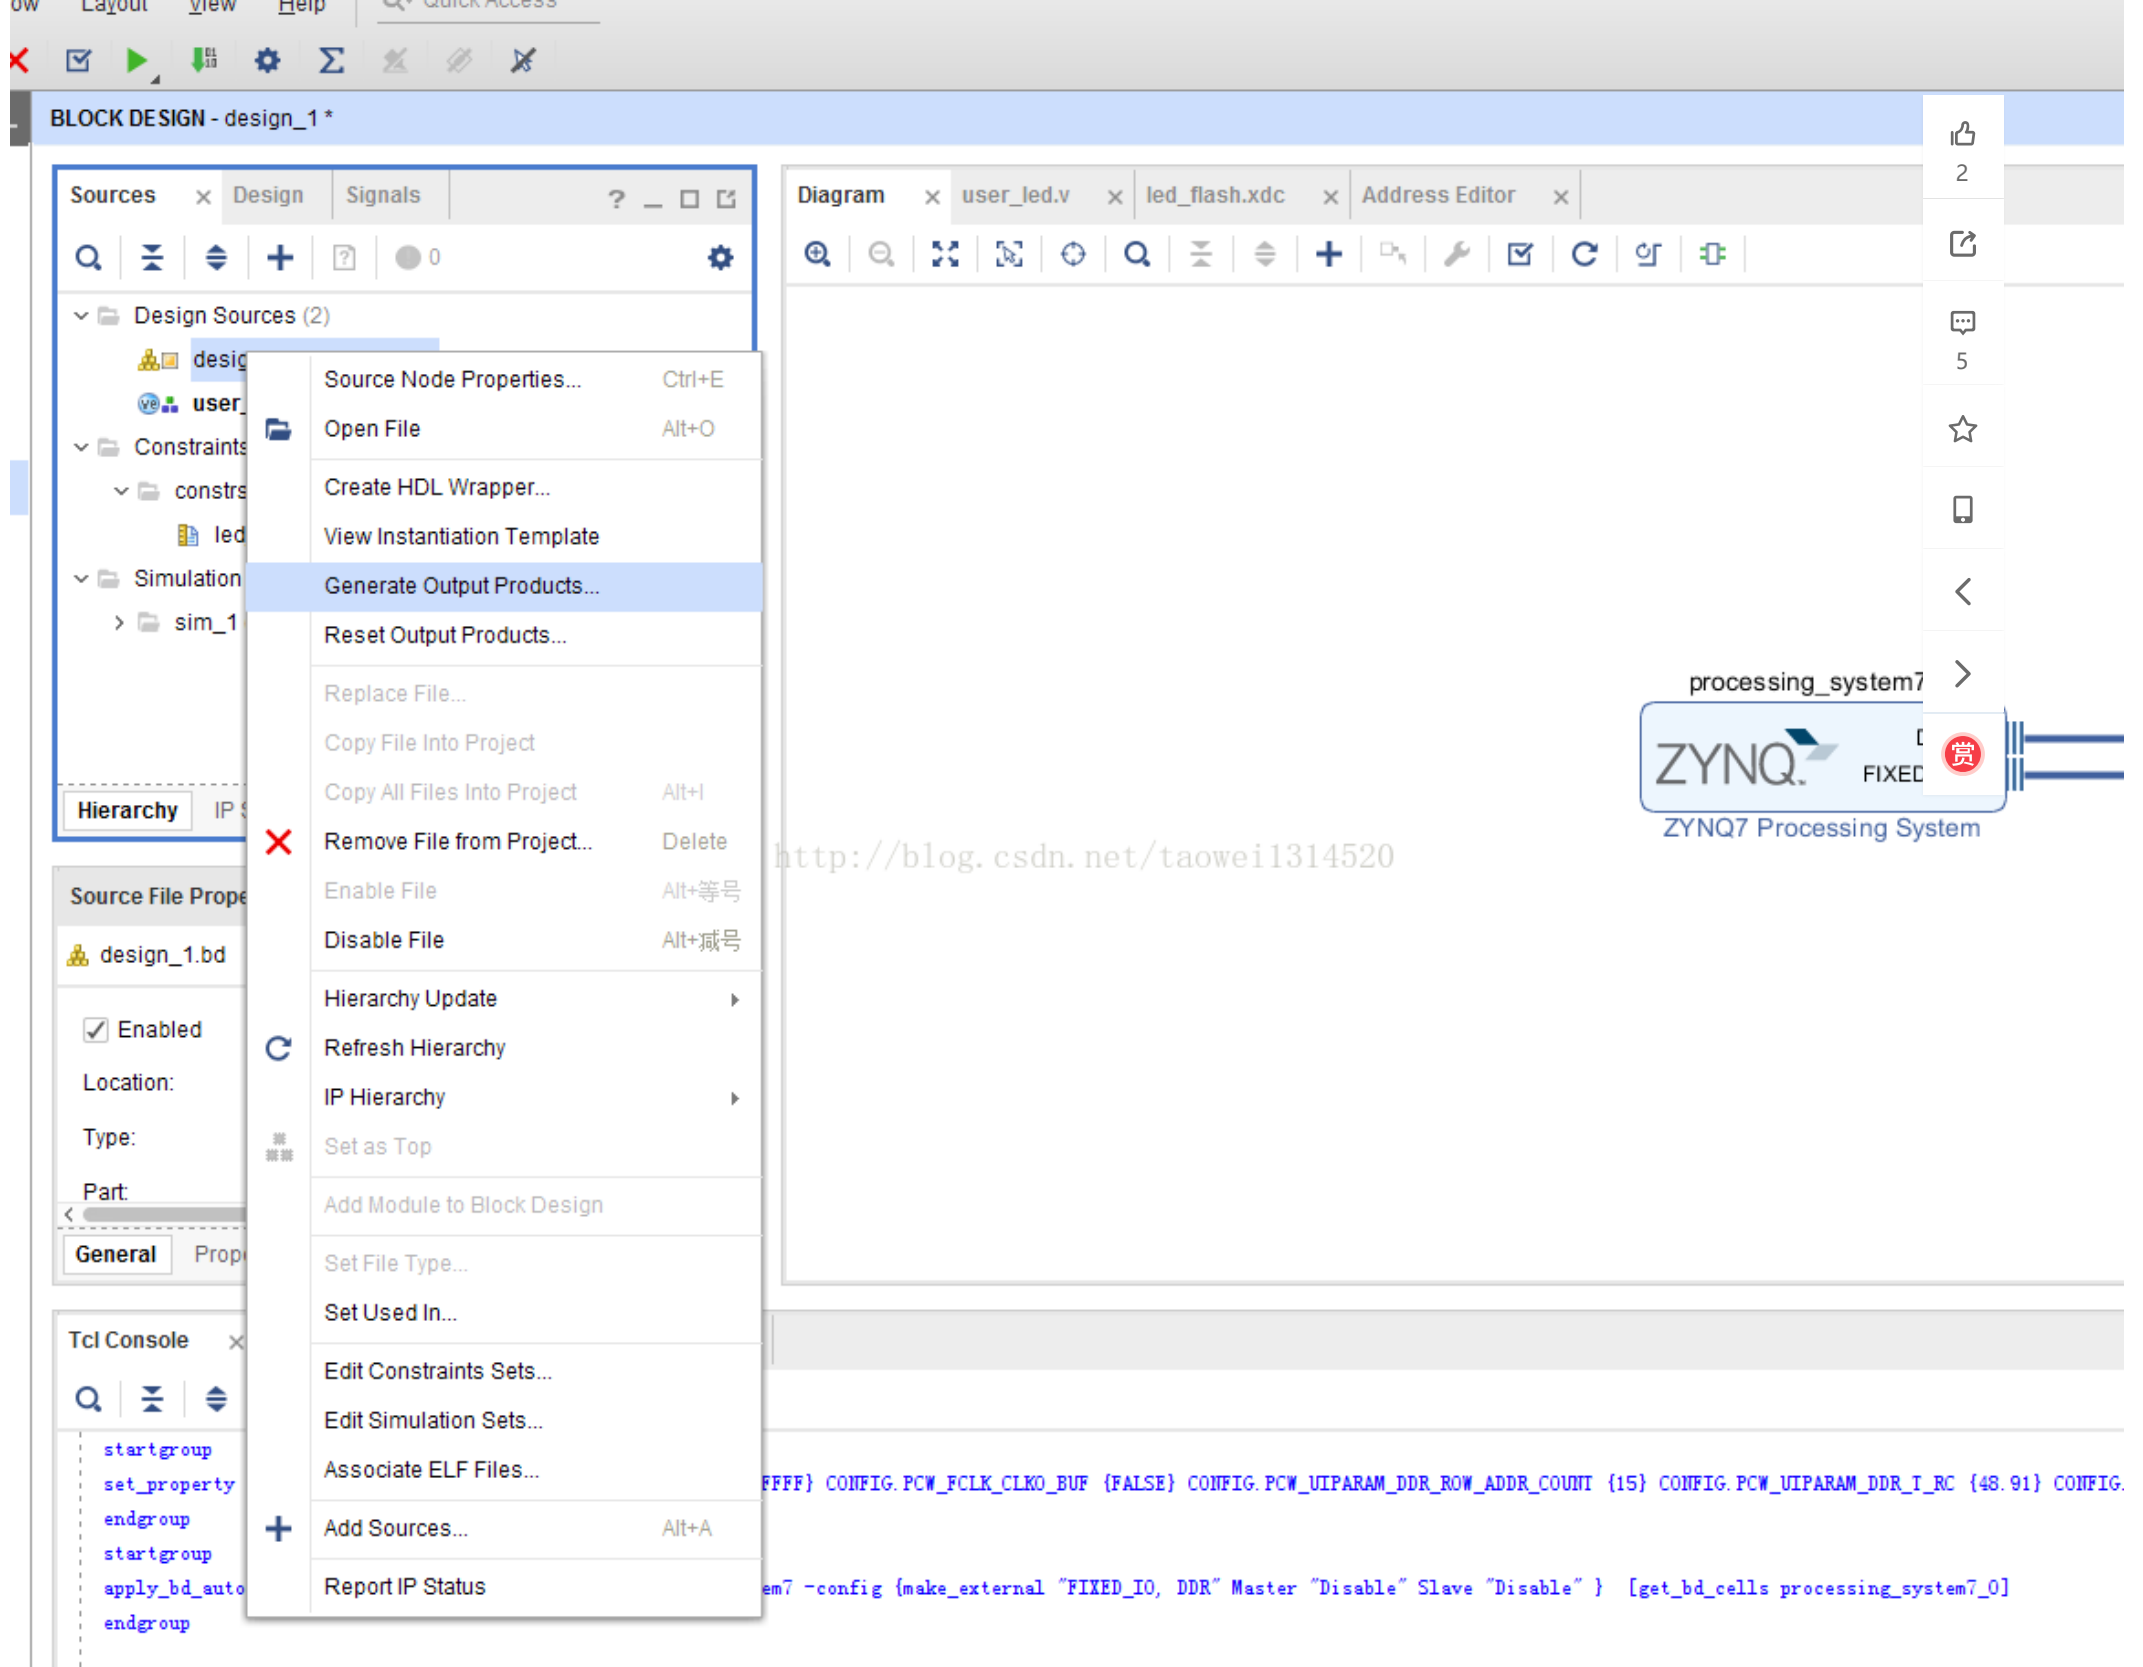 Layout View Help Quick Access
BLOCK DESIGN - design_1 *
Sources Design Signals
0
Design Sources (2)
user_
Constraints
constrs
led
Simulation
sim_1
Hierarchy IP
Source File Prope
design_1.bd
Enabled
Location:
Type:
Part:
General Prope
Source Node Properties... Ctrl+E
Open File Alt+O
Create HDL Wrapper...
View Instantiation Template
Generate Output Products...
Reset Output Products...
Replace File...
Copy File Into Project
Copy All Files Into Project Alt+I
Remove File from Project... Delete
Enable File Alt+等号
Disable File Alt+减号
Hierarchy Update
Refresh Hierarchy
IP Hierarchy
Set as Top
Add Module to Block Design
Set File Type...
Set Used In...
Edit Constraints Sets...
Edit Simulation Sets...
Associate ELF Files...
Add Sources... Alt+A
Report IP Status
Diagram user_led.v led_flash.xdc Address Editor
processing_system7
ZYNQ
FIXED
ZYNQ7 Processing System
http://blog.csdn.net/taowei1314520
2
5
赏
Tcl Console
startgroup
set_property FFFF} CONFIG.PCW_FCLK_CLK0_BUF {FALSE} CONFIG.PCW_UIPARAM_DDR_ROW_ADDR_COUNT {15} CONFIG.PCW_UIPARAM_DDR_T_RC {48.91} CONFIG.
endgroup
startgroup
apply_bd_auto em7 -config {make_external "FIXED_IO, DDR" Master "Disable" Slave "Disable" } [get_bd_cells processing_system7_0]
endgroup